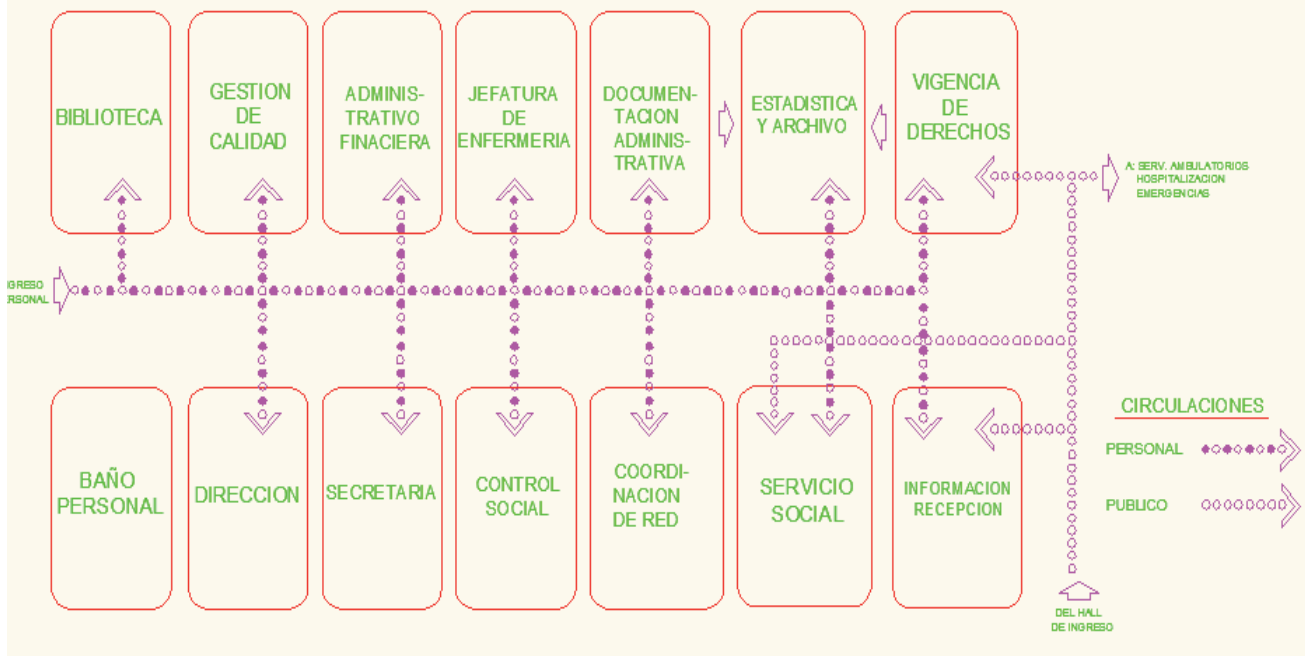 BIBLIOTECA
GESTION
DE
CALIDAD
ADMINIS-
TRATIVO
FINACIERA
JEFATURA
DE
ENFERMERIA
DOCUMEN-
TACION
ADMINIS-
TRATIVA
ESTADISTICA
Y ARCHIVO
VIGENCIA
DE
DERECHOS
A: SERV. AMBULATORIOS
HOSPITALIZACION
EMERGENCIAS
GRESO
ERSONAL
BAÑO
PERSONAL
DIRECCION
SECRETARIA
CONTROL
SOCIAL
COORDI-
NACION
DE RED
SERVICIO
SOCIAL
INFORMACION
RECEPCION
CIRCULACIONES
PERSONAL
PUBLICO
DEL HALL
DE INGRESO